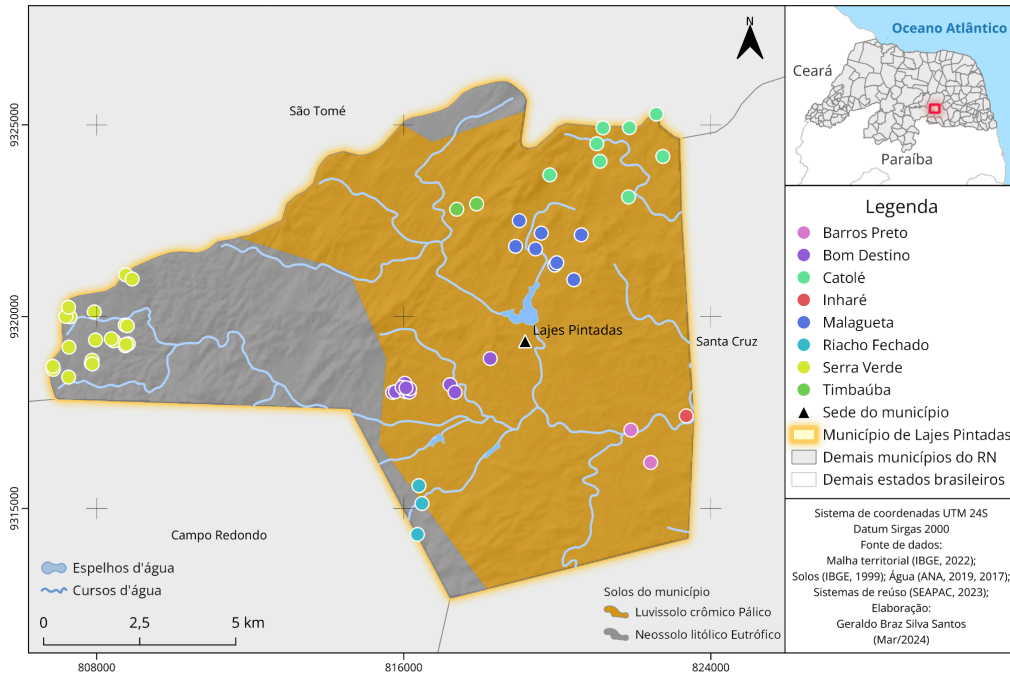 N
São Tomé
Lajes Pintadas
Santa Cruz
Campo Redondo
9325000
9320000
9315000
808000
816000
824000
Espelhos d'água
Cursos d'água
0 2,5 5 km
Solos do município
Luvissolo crômico Pálico
Neossolo litólico Eutrófico
Oceano Atlântico
Ceará
Paraíba
Legenda
Barros Preto
Bom Destino
Catolé
Inharé
Malagueta
Riacho Fechado
Serra Verde
Timbaúba
Sede do município
Município de Lajes Pintadas
Demais municípios do RN
Demais estados brasileiros
Sistema de coordenadas UTM 24S
Datum Sirgas 2000
Fonte de dados:
Malha territorial (IBGE, 2022);
Solos (IBGE, 1999); Água (ANA, 2019, 2017);
Sistemas de reúso (SEAPAC, 2023);
Elaboração:
Geraldo Braz Silva Santos
(Mar/2024)